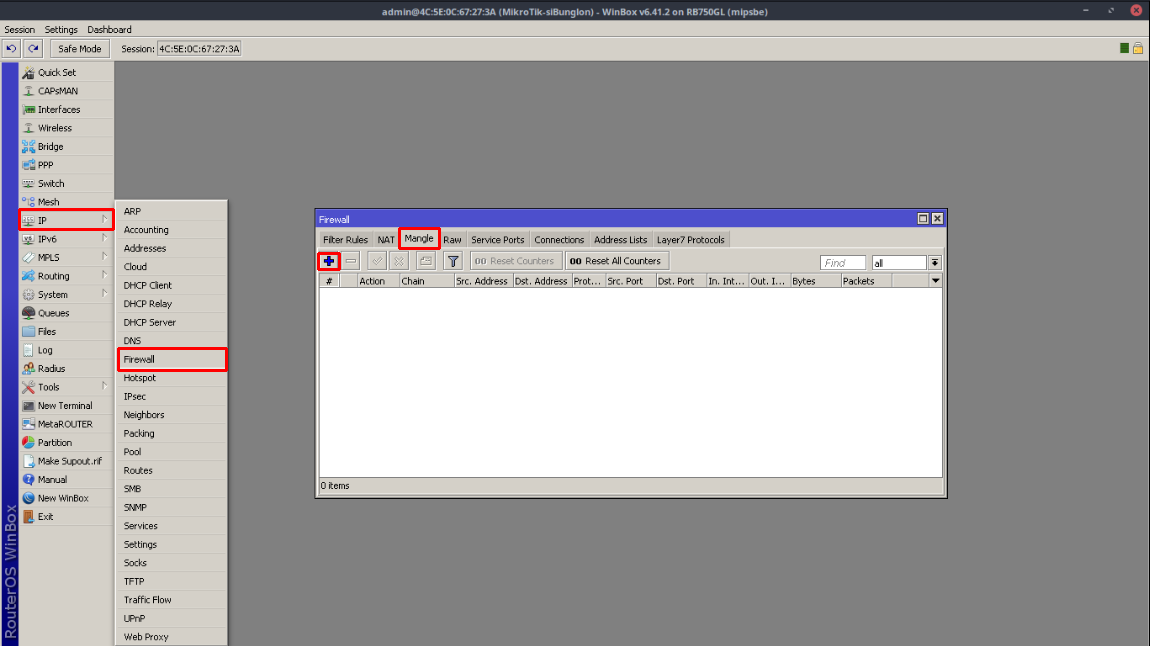 admin@4C:5E:0C:67:27:3A (MikroTik-siBunglon) - WinBox v6.41.2 on RB750GL (mipsbe)
Session Settings Dashboard
Safe Mode Session: 4C:5E:0C:67:27:3A
Quick Set
CAPsMAN
Interfaces
Wireless
Bridge
PPP
Switch
Mesh
IP
IPv6
MPLS
Routing
System
Queues
Files
Log
Radius
Tools
New Terminal
MetaROUTER
Partition
Make Supout.rif
Manual
New WinBox
Exit
RouterOS WinBox
ARP
Accounting
Addresses
Cloud
DHCP Client
DHCP Relay
DHCP Server
DNS
Firewall
Hotspot
IPsec
Neighbors
Packing
Pool
Routes
SMB
SNMP
Services
Settings
Socks
TFTP
Traffic Flow
UPnP
Web Proxy
Firewall
Filter Rules NAT Mangle Raw Service Ports Connections Address Lists Layer7 Protocols
00 Reset Counters 00 Reset All Counters Find all
# Action Chain Src. Address Dst. Address Prot... Src. Port Dst. Port In. Int... Out. I... Bytes Packets
0 items